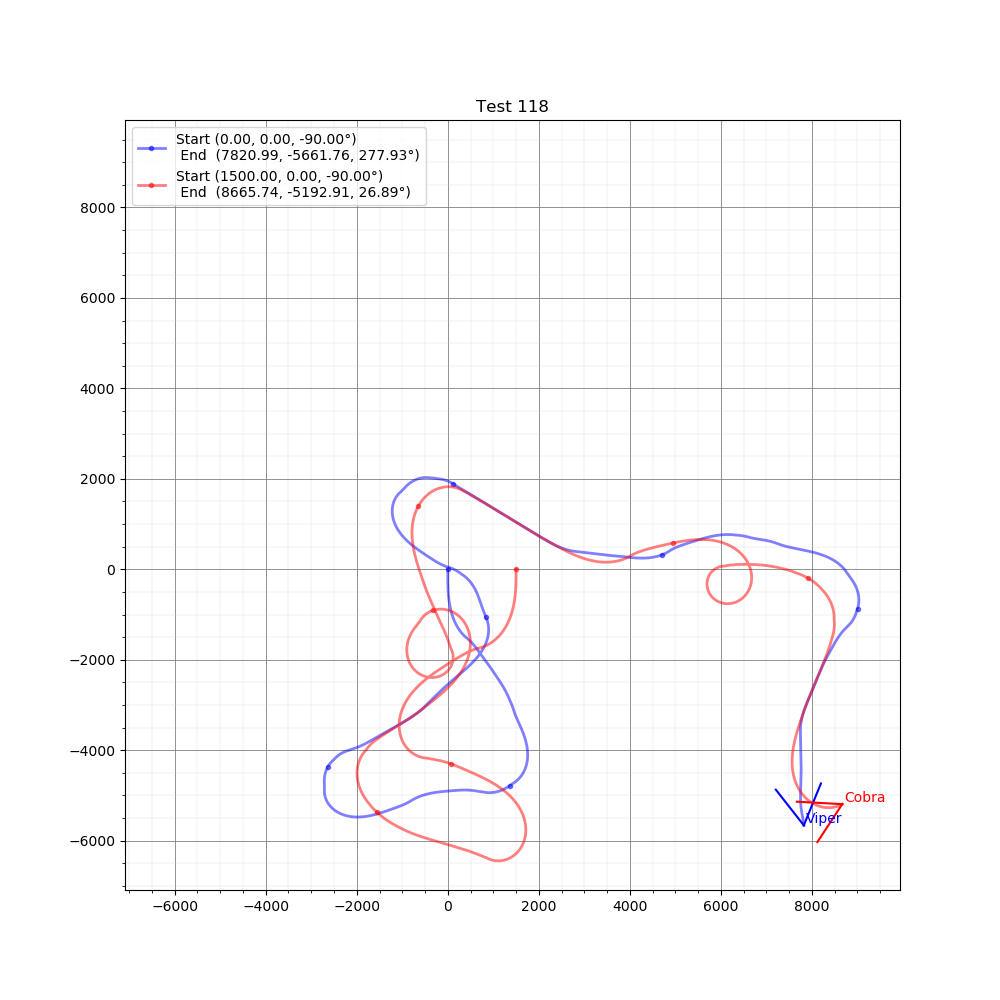 Test 118
Start (0.00, 0.00, -90.00°)
End  (7820.99, -5661.76, 277.93°)
Start (1500.00, 0.00, -90.00°)
End  (8665.74, -5192.91, 26.89°)
8000
6000
4000
2000
0
−2000
−4000
−6000
Cobra
Viper
−6000 −4000 −2000 0 2000 4000 6000 8000